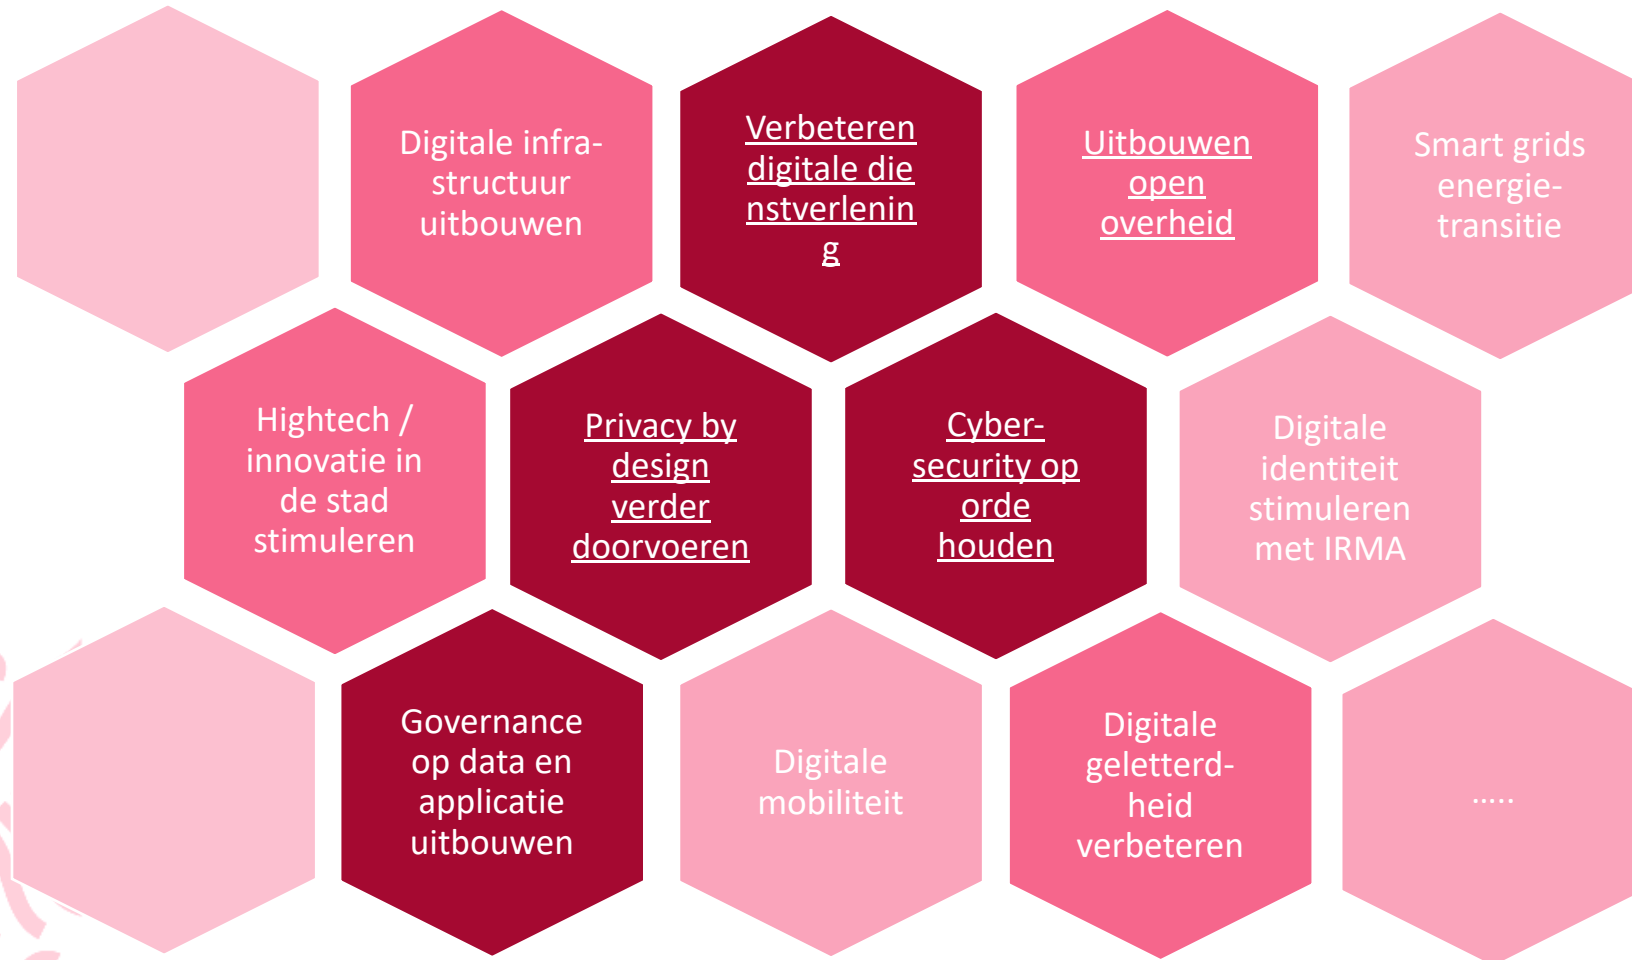 Digitale infra-
structuur
uitbouwen
Verbeteren
digitale die
nstverlenin
g
Uitbouwen
open
overheid
Smart grids
energie-
transitie
Hightech /
innovatie in
de stad
stimuleren
Privacy by
design
verder
doorvoeren
Cyber-
security op
orde
houden
Digitale
identiteit
stimuleren
met IRMA
Governance
op data en
applicatie
uitbouwen
Digitale
mobiliteit
Digitale
geletterd-
heid
verbeteren
.....